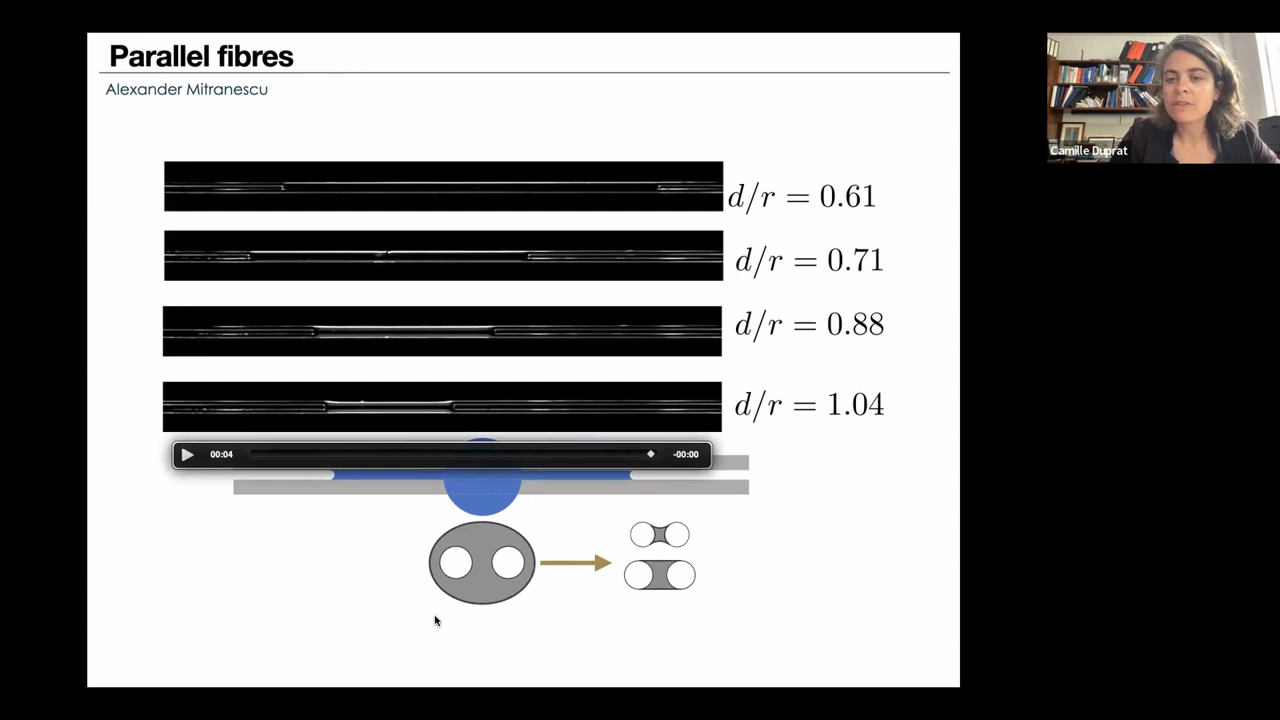 Parallel fibres
Alexander Mitranescu
Camille Duprat
d/r = 0.61
d/r = 0.71
d/r = 0.88
d/r = 1.04
00:04 -00:00